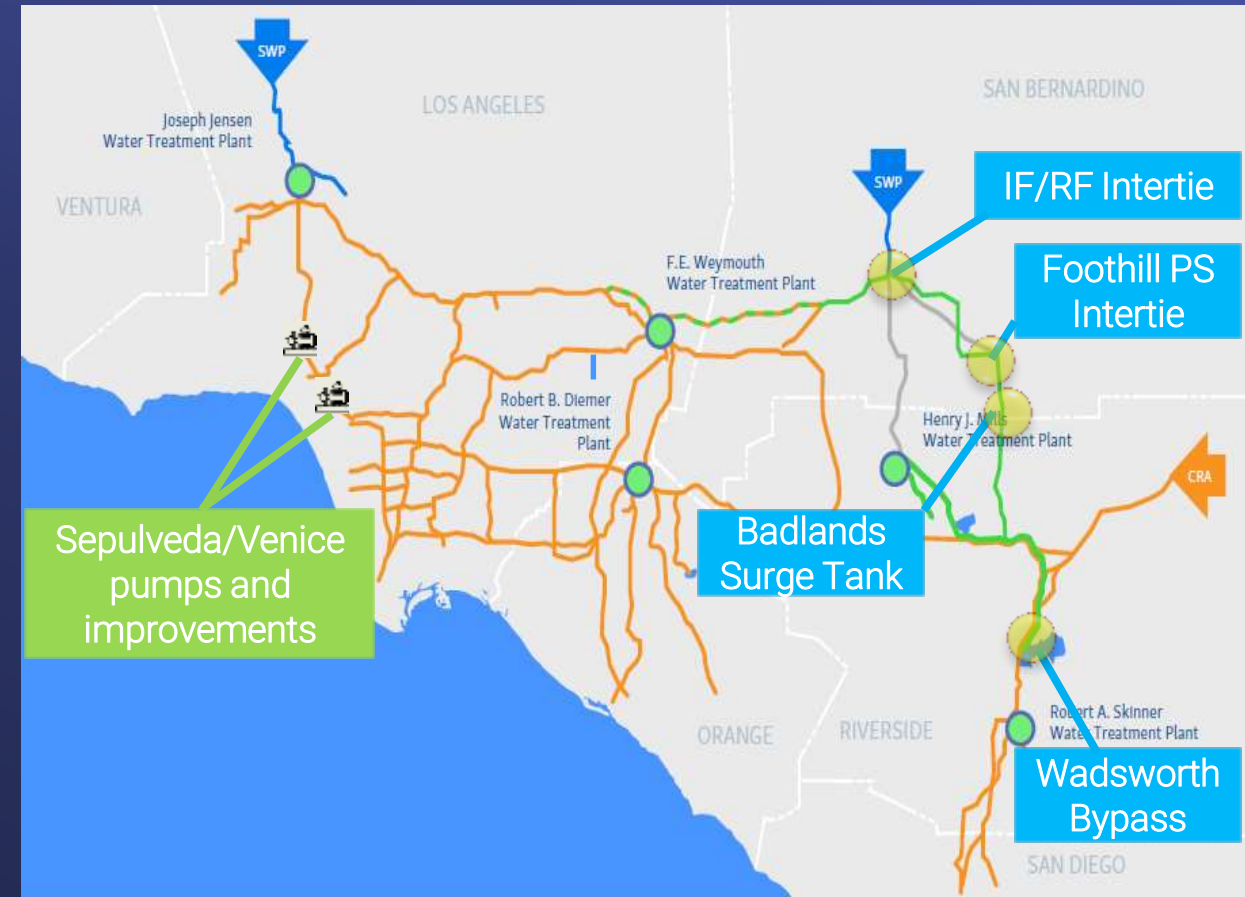 SWP
LOS ANGELES
SAN BERNARDINO
Joseph Jensen
Water Treatment Plant
SWP
IF/RF Intertie
VENTURA
F.E. Weymouth
Water Treatment Plant
Foothill PS
Intertie
Robert B. Diemer
Water Treatment
Plant
Henry J. Mills
Water Treatment Plant
CRA
Sepulveda/Venice
pumps and
improvements
Badlands
Surge Tank
ORANGE
RIVERSIDE
Robert A. Skinner
Water Treatment Plant
Wadsworth
Bypass
SAN DIEGO